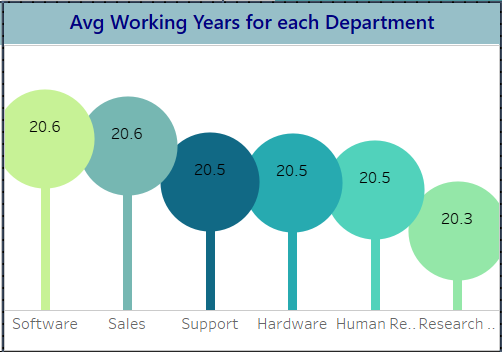 Avg Working Years for each Department
20.6
20.6
20.5
20.5
20.5
20.3
Software
Sales
Support
Hardware
Human Re..
Research ..